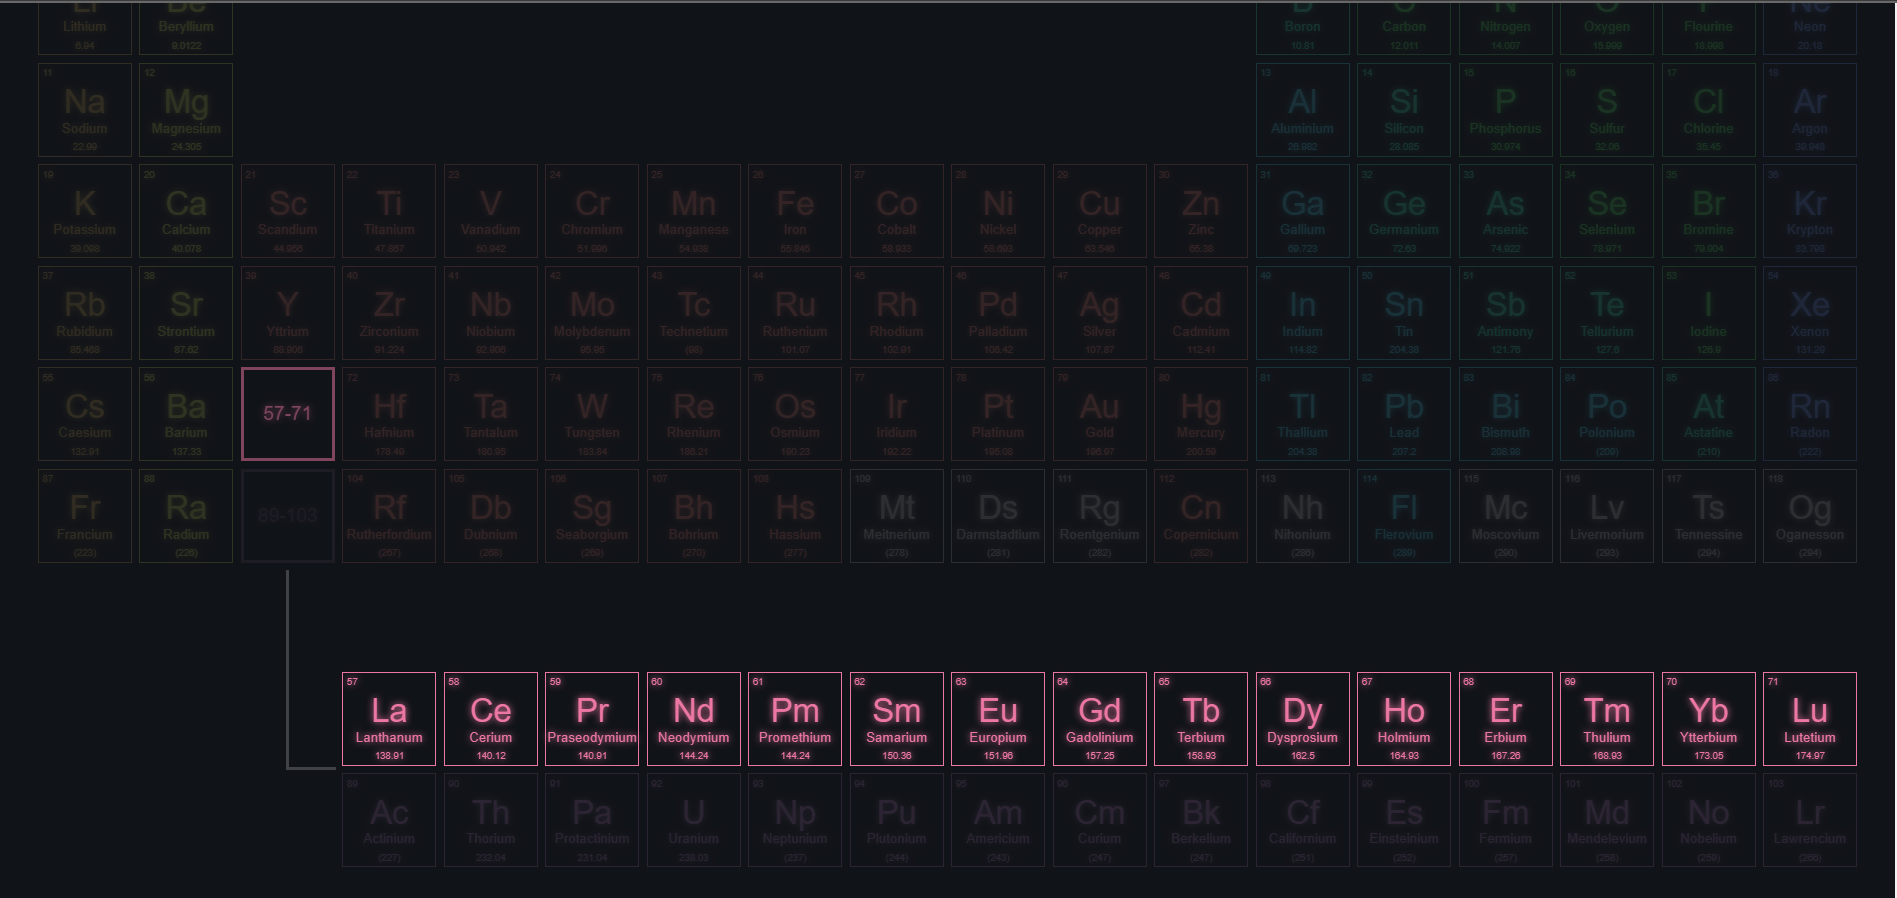 Li Be B C N O F Ne
Lithium Beryllium Boron Carbon Nitrogen Oxygen Flourine Neon
6.94 9.0122 10.81 12.011 14.007 15.999 18.998 20.18
11 12 13 14 15 16 17 18
Na Mg Al Si P S Cl Ar
Sodium Magnesium Aluminium Silicon Phosphorus Sulfur Chlorine Argon
22.99 24.305 26.982 28.085 30.974 32.06 35.45 39.948
19 20 21 22 23 24 25 26 27 28 29 30 31 32 33 34 35 36
K Ca Sc Ti V Cr Mn Fe Co Ni Cu Zn Ga Ge As Se Br Kr
Potassium Calcium Scandium Titanium Vanadium Chromium Manganese Iron Cobalt Nickel Copper Zinc Gallium Germanium Arsenic Selenium Bromine Krypton
39.098 40.078 44.956 47.867 50.942 51.996 54.938 55.845 58.933 58.693 63.546 65.38 69.723 72.63 74.922 78.971 79.904 83.798
37 38 39 40 41 42 43 44 45 46 47 48 49 50 51 52 53 54
Rb Sr Y Zr Nb Mo Tc Ru Rh Pd Ag Cd In Sn Sb Te I Xe
Rubidium Strontium Yttrium Zirconium Niobium Molybdenum Technetium Ruthenium Rhodium Palladium Silver Cadmium Indium Tin Antimony Tellurium Iodine Xenon
85.468 87.62 88.906 91.224 92.906 95.95 (98) 101.07 102.91 106.42 107.87 112.41 114.82 204.38 121.76 127.6 126.9 131.29
55 56 72 73 74 75 76 77 78 79 80 81 82 83 84 85 86
Cs Ba 57-71 Hf Ta W Re Os Ir Pt Au Hg Tl Pb Bi Po At Rn
Caesium Barium Hafnium Tantalum Tungsten Rhenium Osmium Iridium Platinum Gold Mercury Thallium Lead Bismuth Polonium Astatine Radon
132.91 137.33 178.49 180.95 183.84 186.21 190.23 192.22 195.08 196.97 200.59 204.38 207.2 208.98 (209) (210) (222)
87 88 104 105 106 107 108 109 110 111 112 113 114 115 116 117 118
Fr Ra 89-103 Rf Db Sg Bh Hs Mt Ds Rg Cn Nh Fl Mc Lv Ts Og
Francium Radium Rutherfordium Dubnium Seaborgium Bohrium Hassium Meitnerium Darmstadtium Roentgenium Copernicium Nihonium Flerovium Moscovium Livermorium Tennessine Oganesson
(223) (226) (267) (268) (269) (270) (277) (278) (281) (282) (282) (286) (289) (290) (293) (294) (294)
57 58 59 60 61 62 63 64 65 66 67 68 69 70 71
La Ce Pr Nd Pm Sm Eu Gd Tb Dy Ho Er Tm Yb Lu
Lanthanum Cerium Praseodymium Neodymium Promethium Samarium Europium Gadolinium Terbium Dysprosium Holmium Erbium Thulium Ytterbium Lutetium
138.91 140.12 140.91 144.24 144.24 150.36 151.96 157.25 158.93 162.5 164.93 167.26 168.93 173.05 174.97
89 90 91 92 93 94 95 96 97 98 99 100 101 102 103
Ac Th Pa U Np Pu Am Cm Bk Cf Es Fm Md No Lr
Actinium Thorium Protactinium Uranium Neptunium Plutonium Americium Curium Berkelium Californium Einsteinium Fermium Mendelevium Nobelium Lawrencium
(227) 232.04 231.04 238.03 (237) (244) (243) (247) (247) (251) (252) (257) (258) (259) (266)